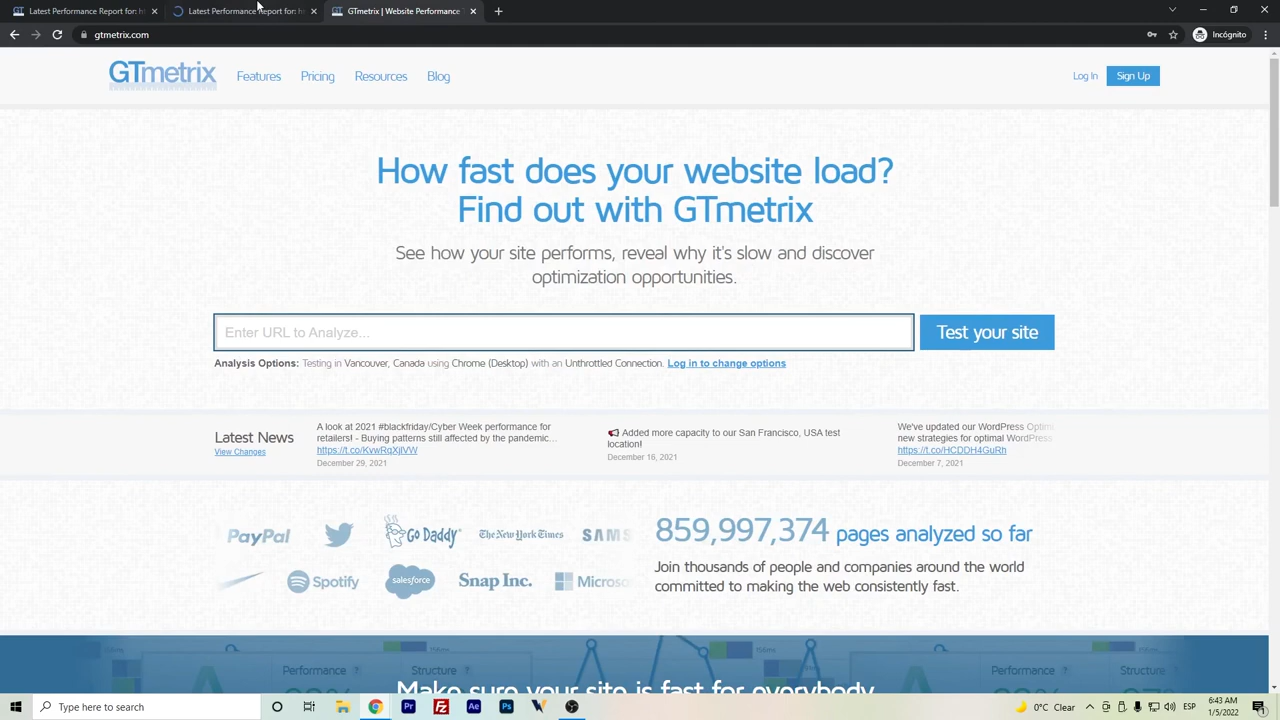 Latest Performance Report for: h
Latest Performance Report for: h
GTmetrix | Website Performance
gtmetrix.com
Incógnito
GTmetrix
Features
Pricing
Resources
Blog
Log In
Sign Up
How fast does your website load?
Find out with GTmetrix
See how your site performs, reveal why it's slow and discover
optimization opportunities.
Enter URL to Analyze...
Test your site
Analysis Options: Testing in Vancouver, Canada using Chrome (Desktop) with an Unthrottled Connection. Log in to change options
Latest News
View Changes
A look at 2021 #blackfriday/Cyber Week performance for
retailers! - Buying patterns still affected by the pandemic...
https://t.co/KvwRqXjlVW
December 29, 2021
Added more capacity to our San Francisco, USA test
location!
December 16, 2021
We've updated our WordPress Optimi
new strategies for optimal WordPress
https://t.co/HCDDH4GuRh
December 7, 2021
PayPal
GoDaddy
The New York Times
SAMS
Spotify
salesforce
Snap Inc.
Microso
859,997,374 pages analyzed so far
Join thousands of people and companies around the world
committed to making the web consistently fast.
Performance
Structure
Performance
Structure
Make sure your site is fast for everybody
Type here to search
0°C Clear
ESP
6:43 AM
1/5/2022